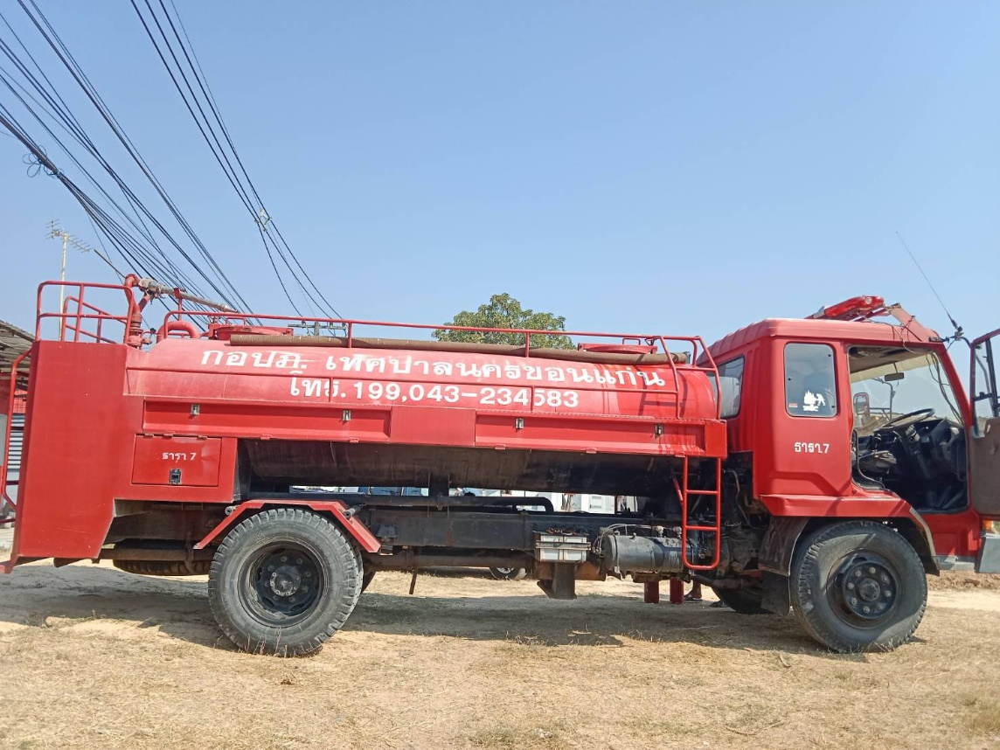 กอปภ. เทศบาลนครขอนแก่น
โทร. 199,043-234583
ธารา 7
ธารา.7